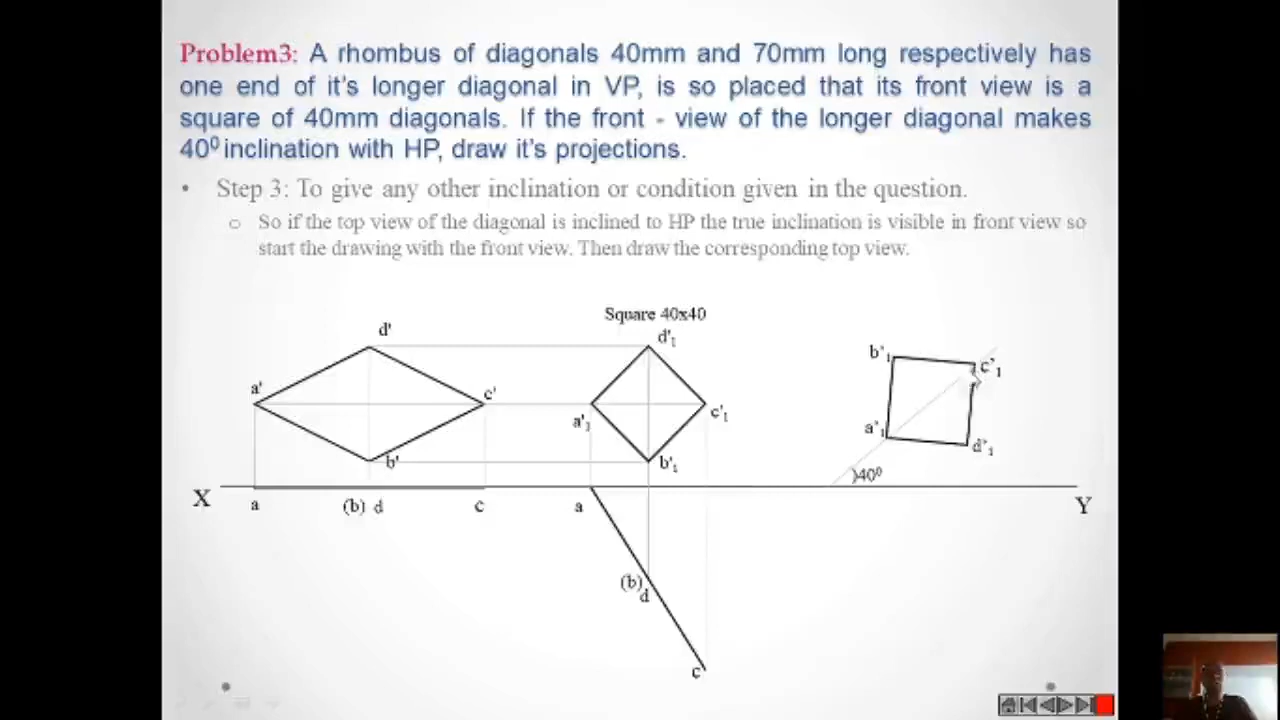 Problem3: A rhombus of diagonals 40mm and 70mm long respectively has
one end of it's longer diagonal in VP, is so placed that its front view is a
square of 40mm diagonals. If the front - view of the longer diagonal makes
40⁰ inclination with HP, draw it's projections.
• Step 3: To give any other inclination or condition given in the question.
o So if the top view of the diagonal is inclined to HP the true inclination is visible in front view so
start the drawing with the front view. Then draw the corresponding top view.
Square 40x40
d' d'₁
b'₁ c'₁
a' c'
a'₁ c'₁ a'₁
b' b'₁ d'₁
40⁰
X a (b) d c a Y
(b) d
c